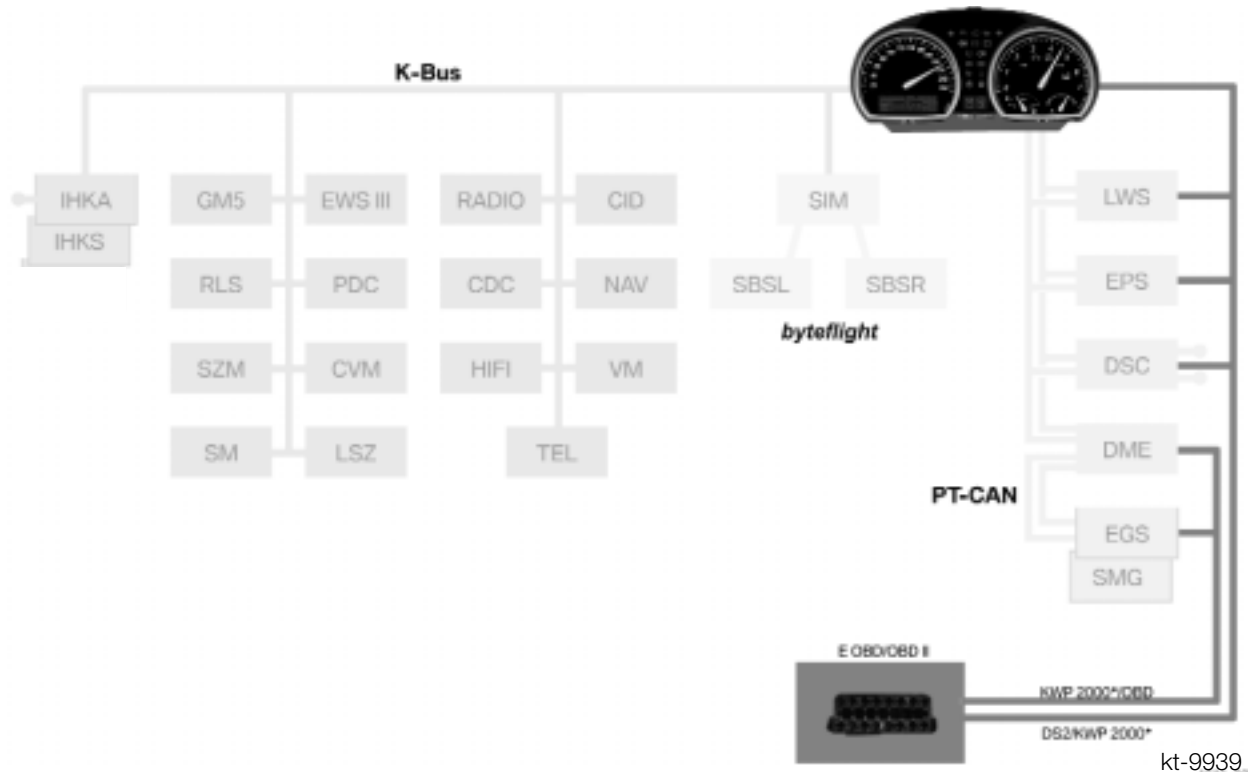 K-Bus
IHKA
IHKS
GM5
EWS III
RLS
PDC
SZM
CVM
SM
LSZ
RADIO
CID
CDC
NAV
HIFI
VM
TEL
SIM
SBSL
SBSR
byteflight
LWS
EPS
DSC
DME
PT-CAN
EGS
SMG
E OBD/OBD II
KWP 2000*/OBD
DS2/KWP 2000*
kt-9939